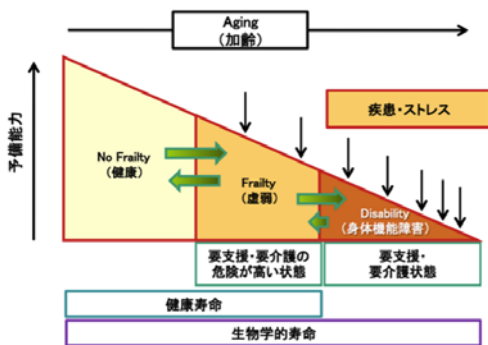 Aging
(加齢)
予備能力
疾患・ストレス
No Frailty
(健康)
Frailty
(虚弱)
Disability
(身体機能障害)
要支援・要介護の
危険が高い状態
要支援・
要介護状態
健康寿命
生物学的寿命